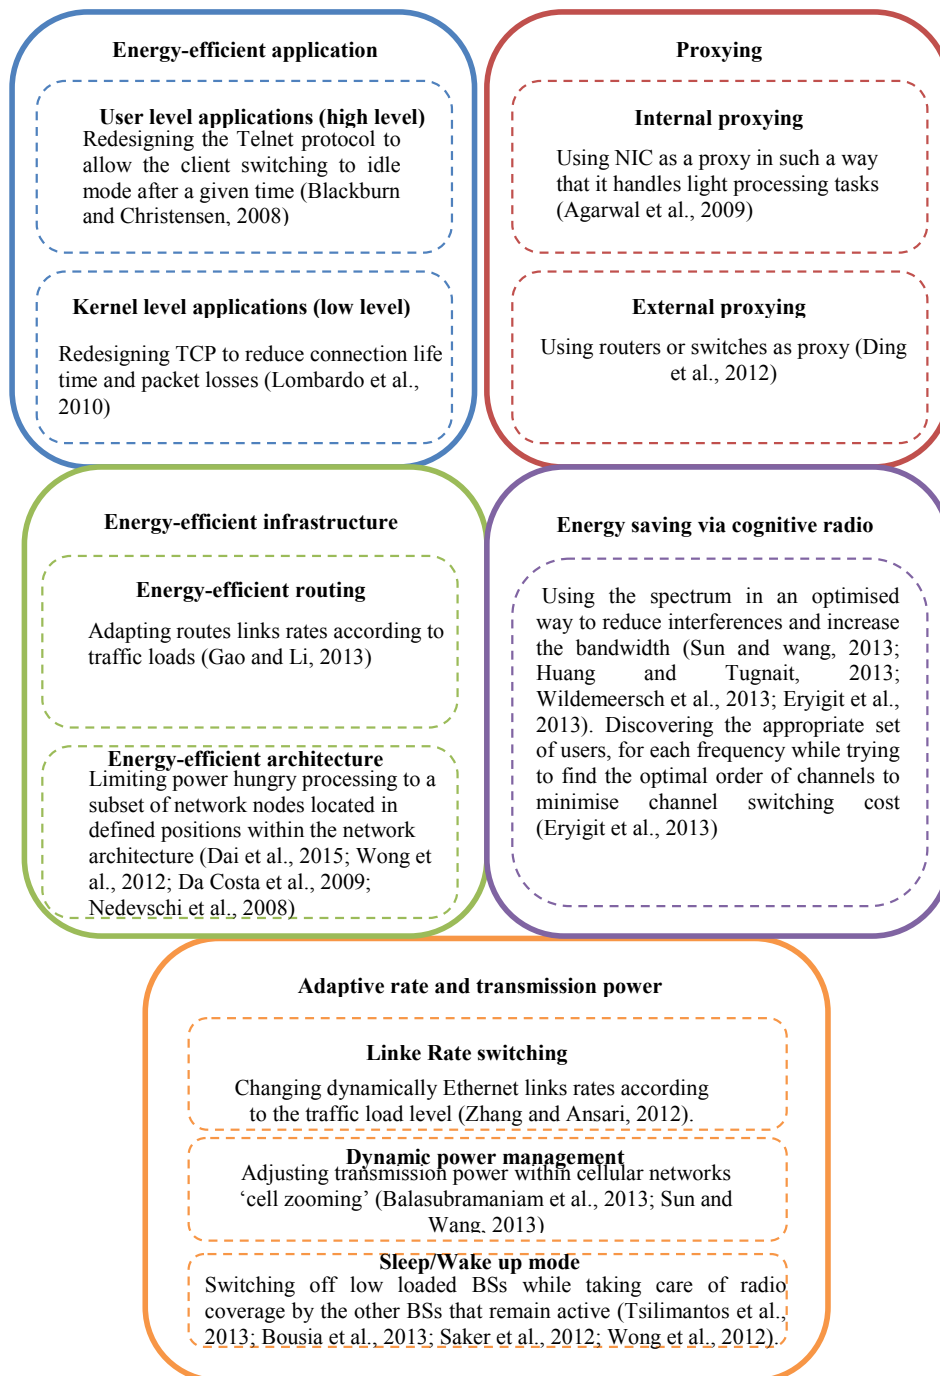 Energy-efficient application
User level applications (high level)
Redesigning the Telnet protocol to
allow the client switching to idle
mode after a given time (Blackburn
and Christensen, 2008)
Kernel level applications (low level)
Redesigning TCP to reduce connection life
time and packet losses (Lombardo et al.,
2010)
Proxying
Internal proxying
Using NIC as a proxy in such a way
that it handles light processing tasks
(Agarwal et al., 2009)
External proxying
Using routers or switches as proxy (Ding
et al., 2012)
Energy-efficient infrastructure
Energy-efficient routing
Adapting routes links rates according to
traffic loads (Gao and Li, 2013)
Energy-efficient architecture
Limiting power hungry processing to a
subset of network nodes located in
defined positions within the network
architecture (Dai et al., 2015; Wong et
al., 2012; Da Costa et al., 2009;
Nedevschi et al., 2008)
Energy saving via cognitive radio
Using the spectrum in an optimised
way to reduce interferences and increase
the bandwidth (Sun and wang, 2013;
Huang and Tugnait, 2013;
Wildemeersch et al., 2013; Eryigit et al.,
2013). Discovering the appropriate set
of users, for each frequency while trying
to find the optimal order of channels to
minimise channel switching cost
(Eryigit et al., 2013)
Adaptive rate and transmission power
Linke Rate switching
Changing dynamically Ethernet links rates according
to the traffic load level (Zhang and Ansari, 2012).
Dynamic power management
Adjusting transmission power within cellular networks
‘cell zooming’ (Balasubramaniam et al., 2013; Sun and
Wang, 2013)
Sleep/Wake up mode
Switching off low loaded BSs while taking care of radio
coverage by the other BSs that remain active (Tsilimantos et al.,
2013; Bousia et al., 2013; Saker et al., 2012; Wong et al., 2012).